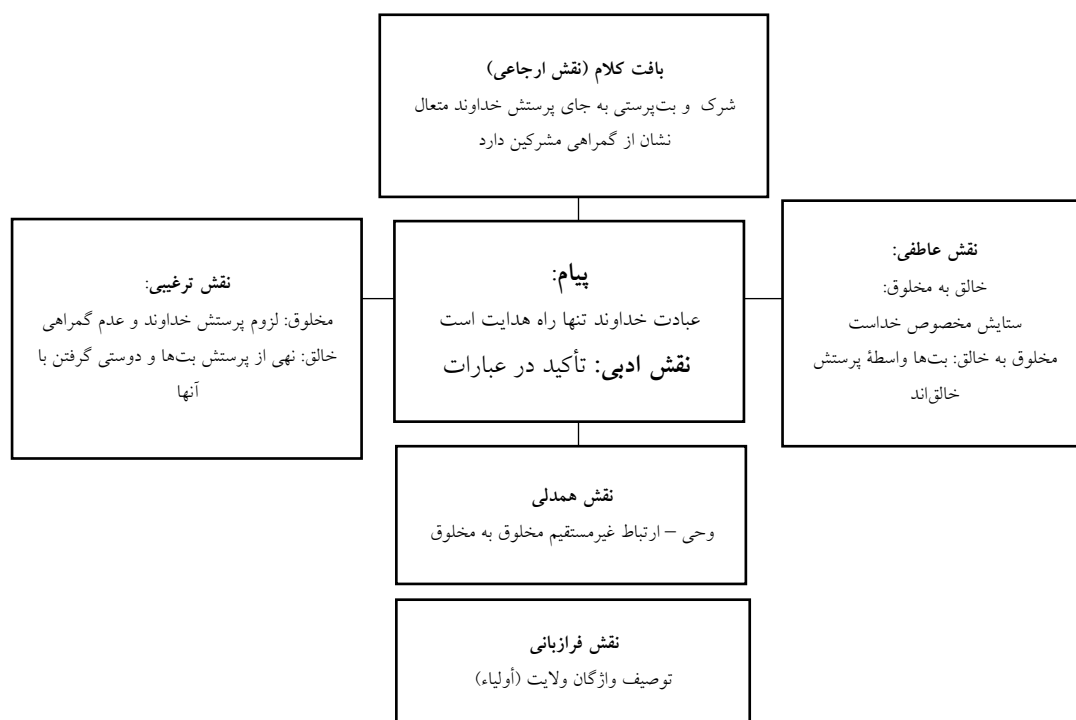 بافت کلام (نقش ارجاعی)
شرک و بت‌پرستی به جای پرستش خداوند متعال
نشان از گمراهی مشرکین دارد
نقش عاطفی:
خالق به مخلوق:
ستایش مخصوص خداست
مخلوق به خالق: بت‌ها واسطهٔ پرستش
خالق‌اند
پیام:
عبادت خداوند تنها راه هدایت است
نقش ادبی: تأکید در عبارات
نقش ترغیبی:
مخلوق: لزوم پرستش خداوند و عدم گمراهی
خالق: نهی از پرستش بت‌ها و دوستی گرفتن با
آنها
نقش همدلی
وحی – ارتباط غیرمستقیم مخلوق به مخلوق
نقش فرازبانی
توصیف واژگان ولایت (أولیاء)